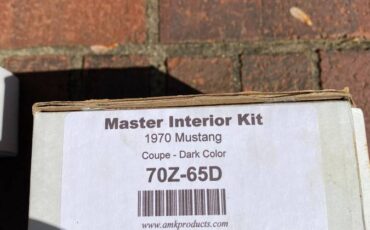 Master Interior Kit
1970 Mustang
Coupe - Dark Color
70Z-65D
www.amkproducts.com